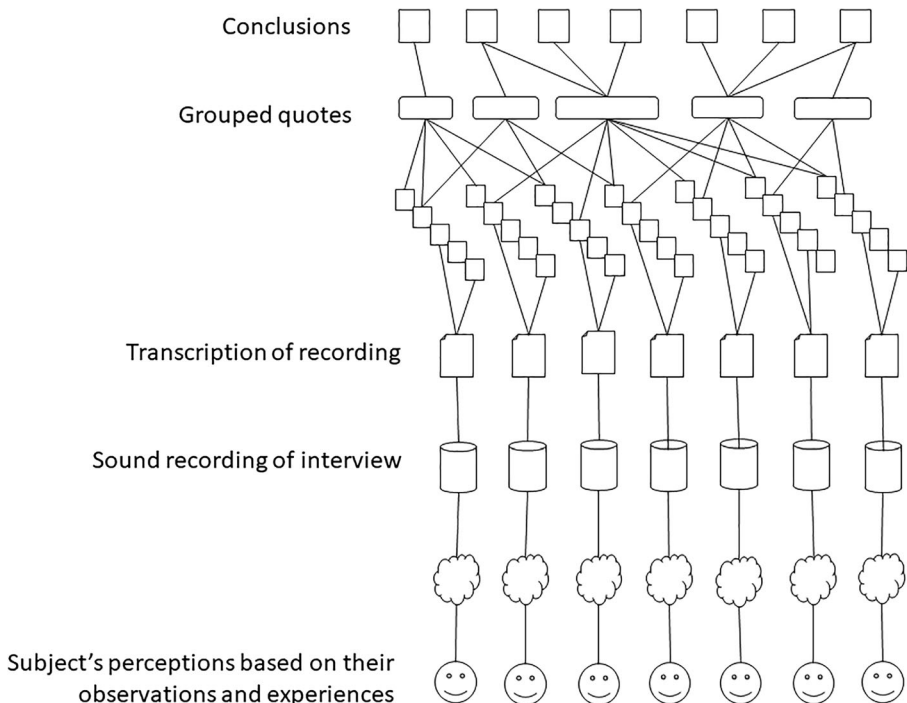 Conclusions
Grouped quotes
Transcription of recording
Sound recording of interview
Subject’s perceptions based on their
observations and experiences